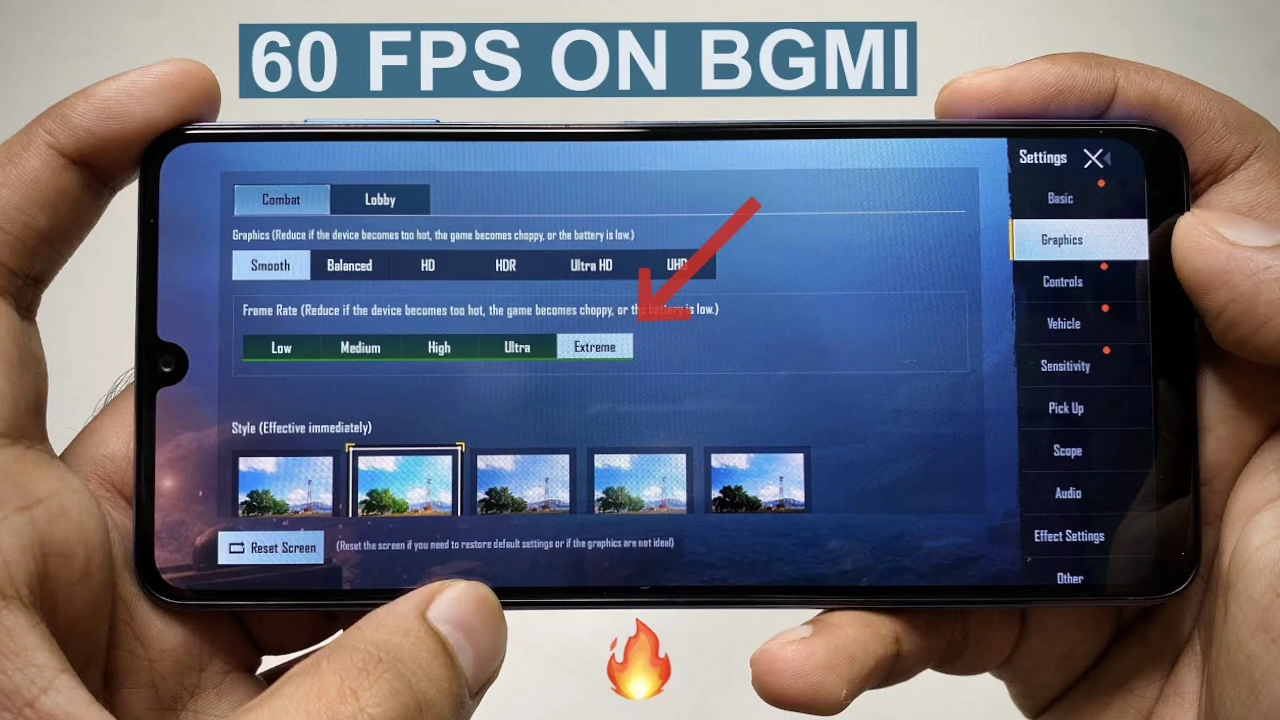 60 FPS ON BGMI
Settings
Combat Lobby
Basic
Graphics (Reduce if the device becomes too hot, the game becomes choppy, or the battery is low.)
Graphics
Smooth Balanced HD HDR Ultra HD UHD
Controls
Frame Rate (Reduce if the device becomes too hot, the game becomes choppy, or the battery is low.)
Vehicle
Low Medium High Ultra Extreme
Sensitivity
Pick Up
Style (Effective immediately)
Scope
Audio
Effect Settings
Reset Screen (Reset the screen if you need to restore default settings or if the graphics are not ideal)
Other